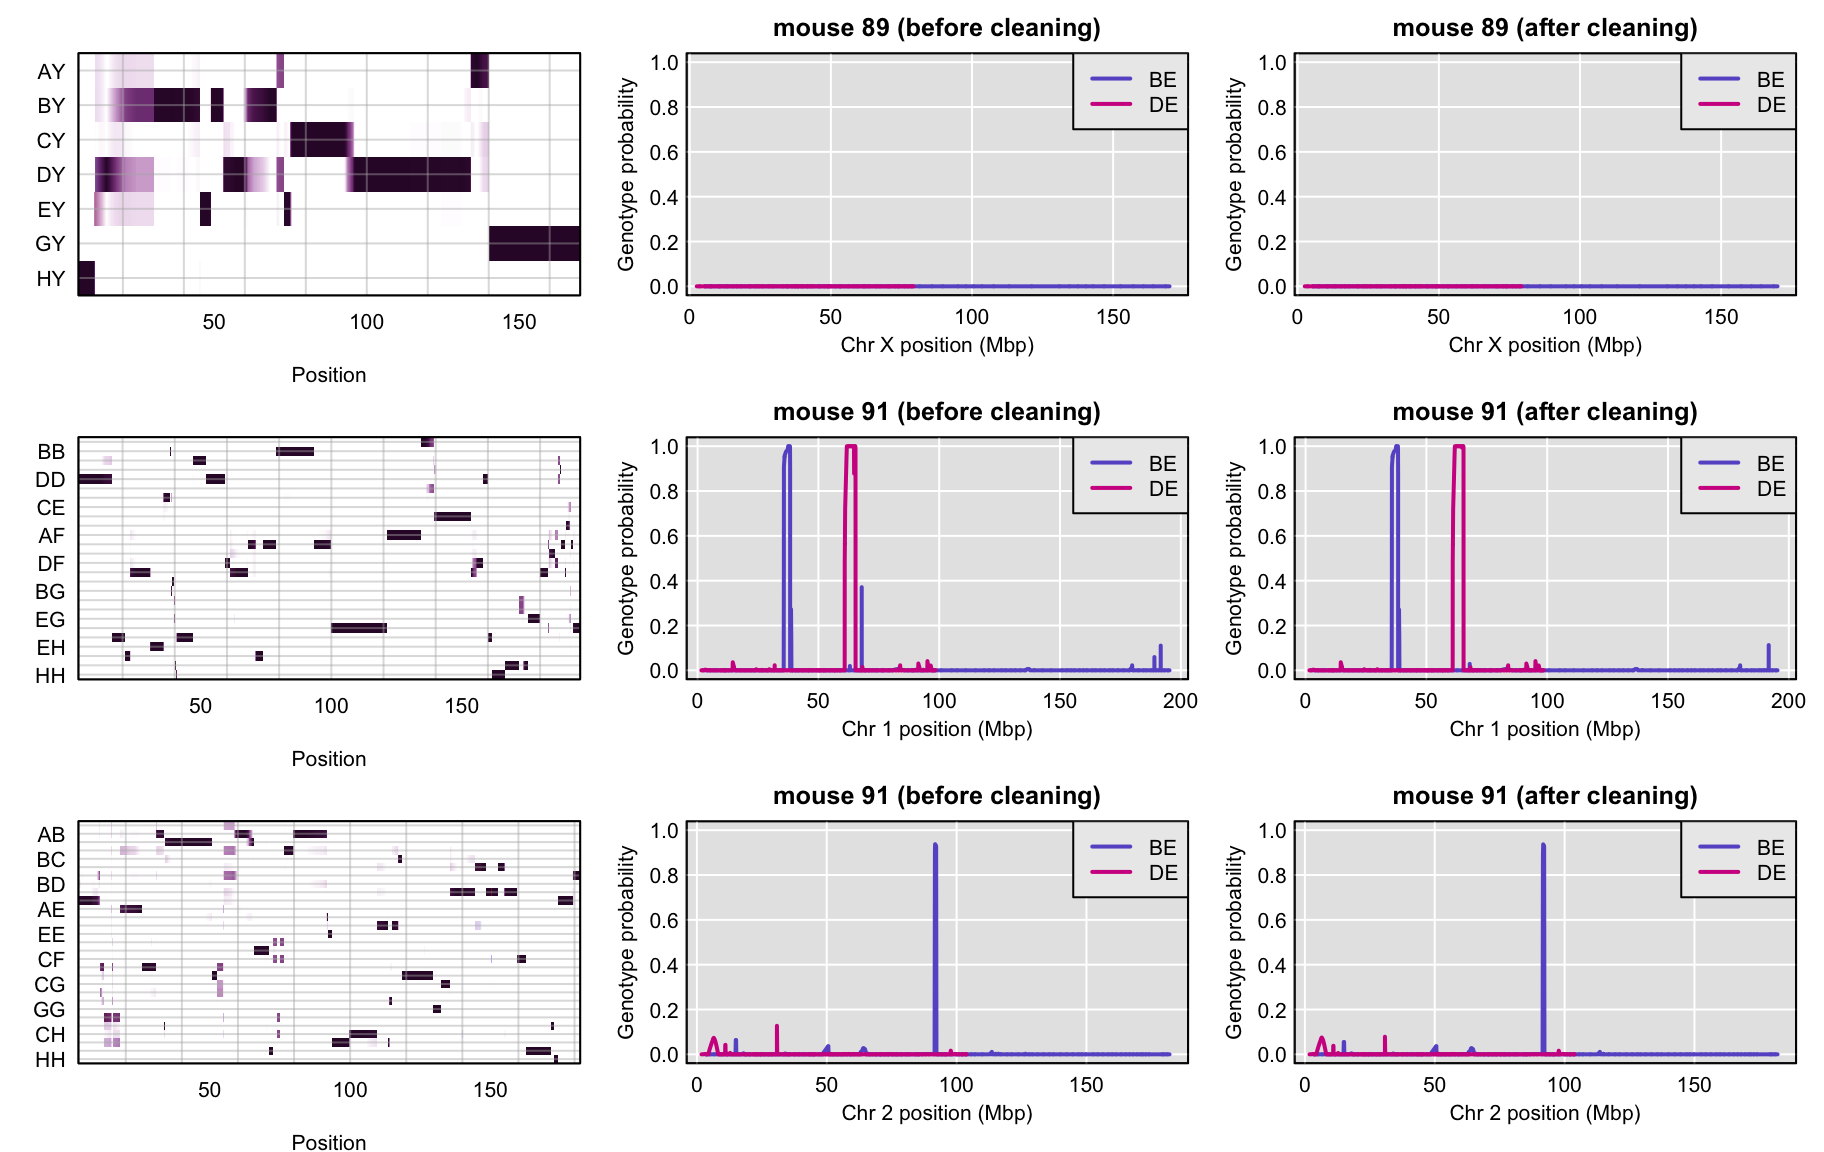 mouse 89 (before cleaning)
mouse 89 (after cleaning)
AY
BY
CY
DY
EY
GY
HY
50 100 150
Position
Genotype probability
1.0
0.8
0.6
0.4
0.2
0.0
BE
DE
0 50 100 150
Chr X position (Mbp)
Genotype probability
1.0
0.8
0.6
0.4
0.2
0.0
BE
DE
0 50 100 150
Chr X position (Mbp)
mouse 91 (before cleaning)
mouse 91 (after cleaning)
BB
DD
CE
AF
DF
BG
EG
EH
HH
50 100 150
Position
Genotype probability
1.0
0.8
0.6
0.4
0.2
0.0
BE
DE
0 50 100 150 200
Chr 1 position (Mbp)
Genotype probability
1.0
0.8
0.6
0.4
0.2
0.0
BE
DE
0 50 100 150 200
Chr 1 position (Mbp)
mouse 91 (before cleaning)
mouse 91 (after cleaning)
AB
BC
BD
AE
EE
CF
CG
GG
CH
HH
50 100 150
Position
Genotype probability
1.0
0.8
0.6
0.4
0.2
0.0
BE
DE
0 50 100 150
Chr 2 position (Mbp)
Genotype probability
1.0
0.8
0.6
0.4
0.2
0.0
BE
DE
0 50 100 150
Chr 2 position (Mbp)